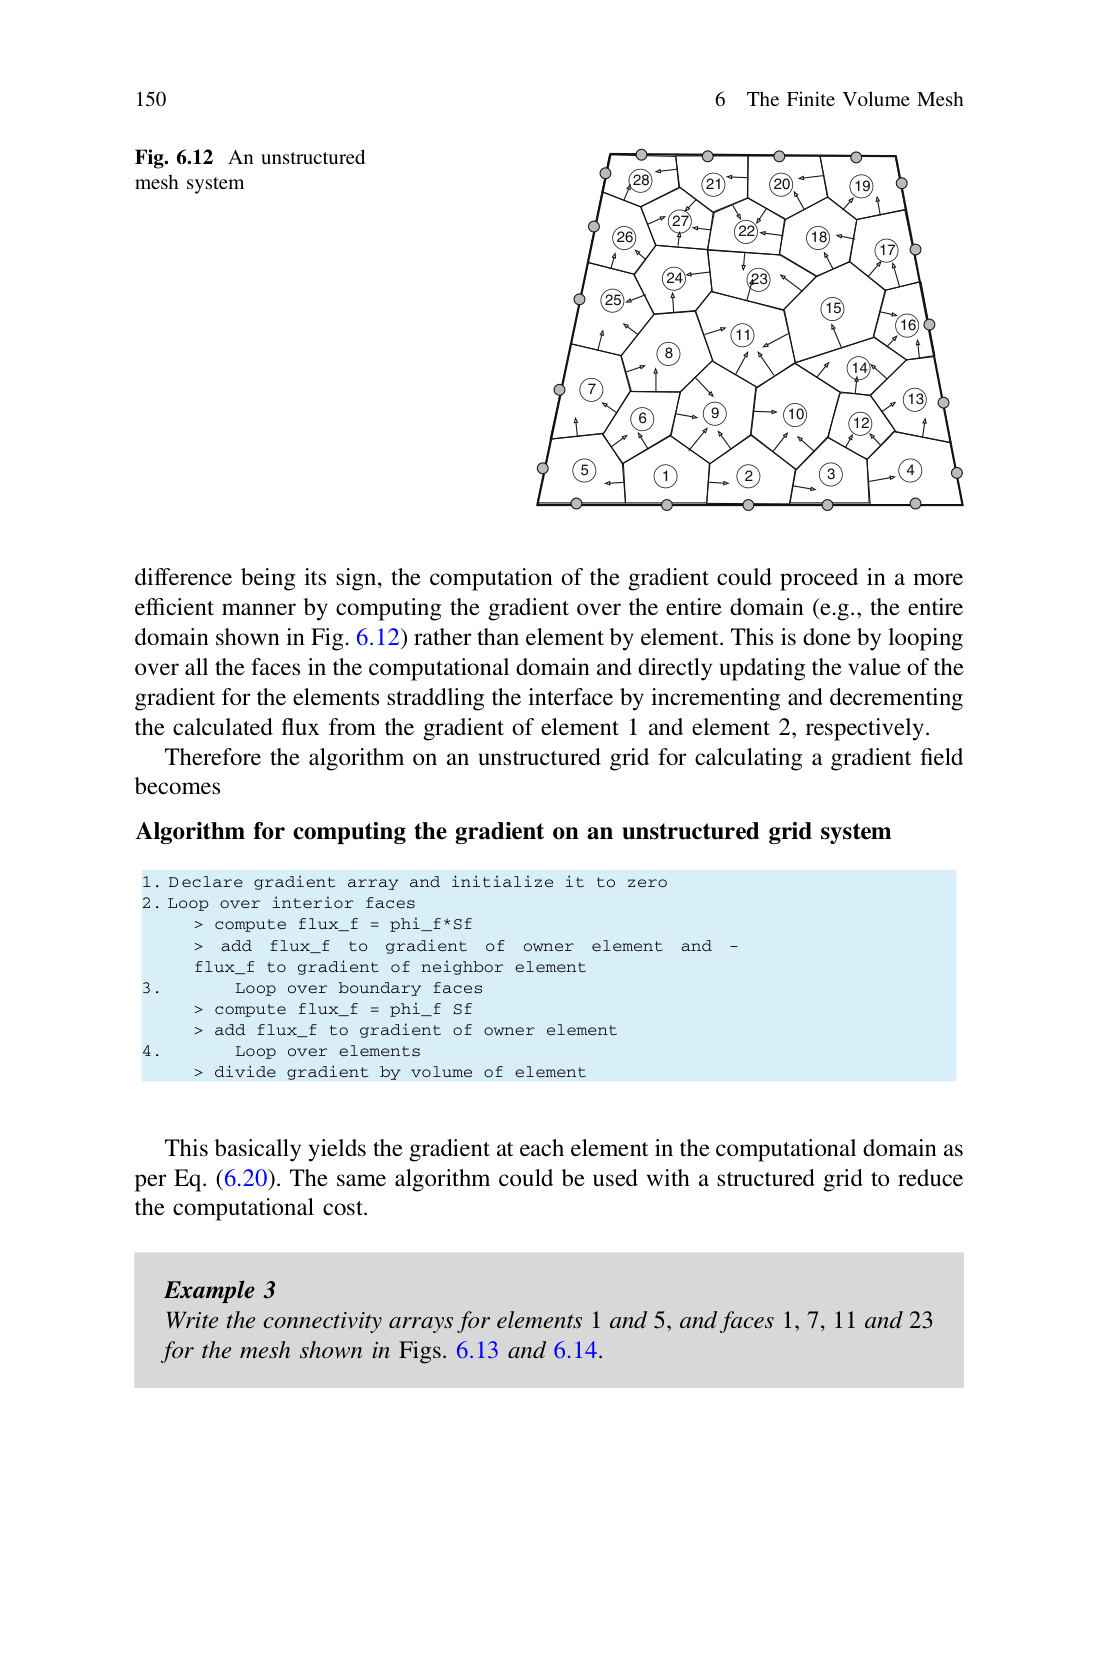 150
6 The Finite Volume Mesh
Fig. 6.12 An unstructured
mesh system
28
21
20
19
27
26
22
18
17
24
23
25
15
16
11
8
14
7
13
6
9
10
12
5
1
2
3
4
difference being its sign, the computation of the gradient could proceed in a more
efficient manner by computing the gradient over the entire domain (e.g., the entire
domain shown in Fig. 6.12) rather than element by element. This is done by looping
over all the faces in the computational domain and directly updating the value of the
gradient for the elements straddling the interface by incrementing and decrementing
the calculated flux from the gradient of element 1 and element 2, respectively.
Therefore the algorithm on an unstructured grid for calculating a gradient field
becomes
Algorithm for computing the gradient on an unstructured grid system
1. Declare gradient array and initialize it to zero
2. Loop over interior faces
> compute flux_f = phi_f*Sf
> add flux_f to gradient of owner element and -
flux_f to gradient of neighbor element
3. Loop over boundary faces
> compute flux_f = phi_f Sf
> add flux_f to gradient of owner element
4. Loop over elements
> divide gradient by volume of element
This basically yields the gradient at each element in the computational domain as
per Eq. (6.20). The same algorithm could be used with a structured grid to reduce
the computational cost.
Example 3
Write the connectivity arrays for elements 1 and 5, and faces 1, 7, 11 and 23
for the mesh shown in Figs. 6.13 and 6.14.